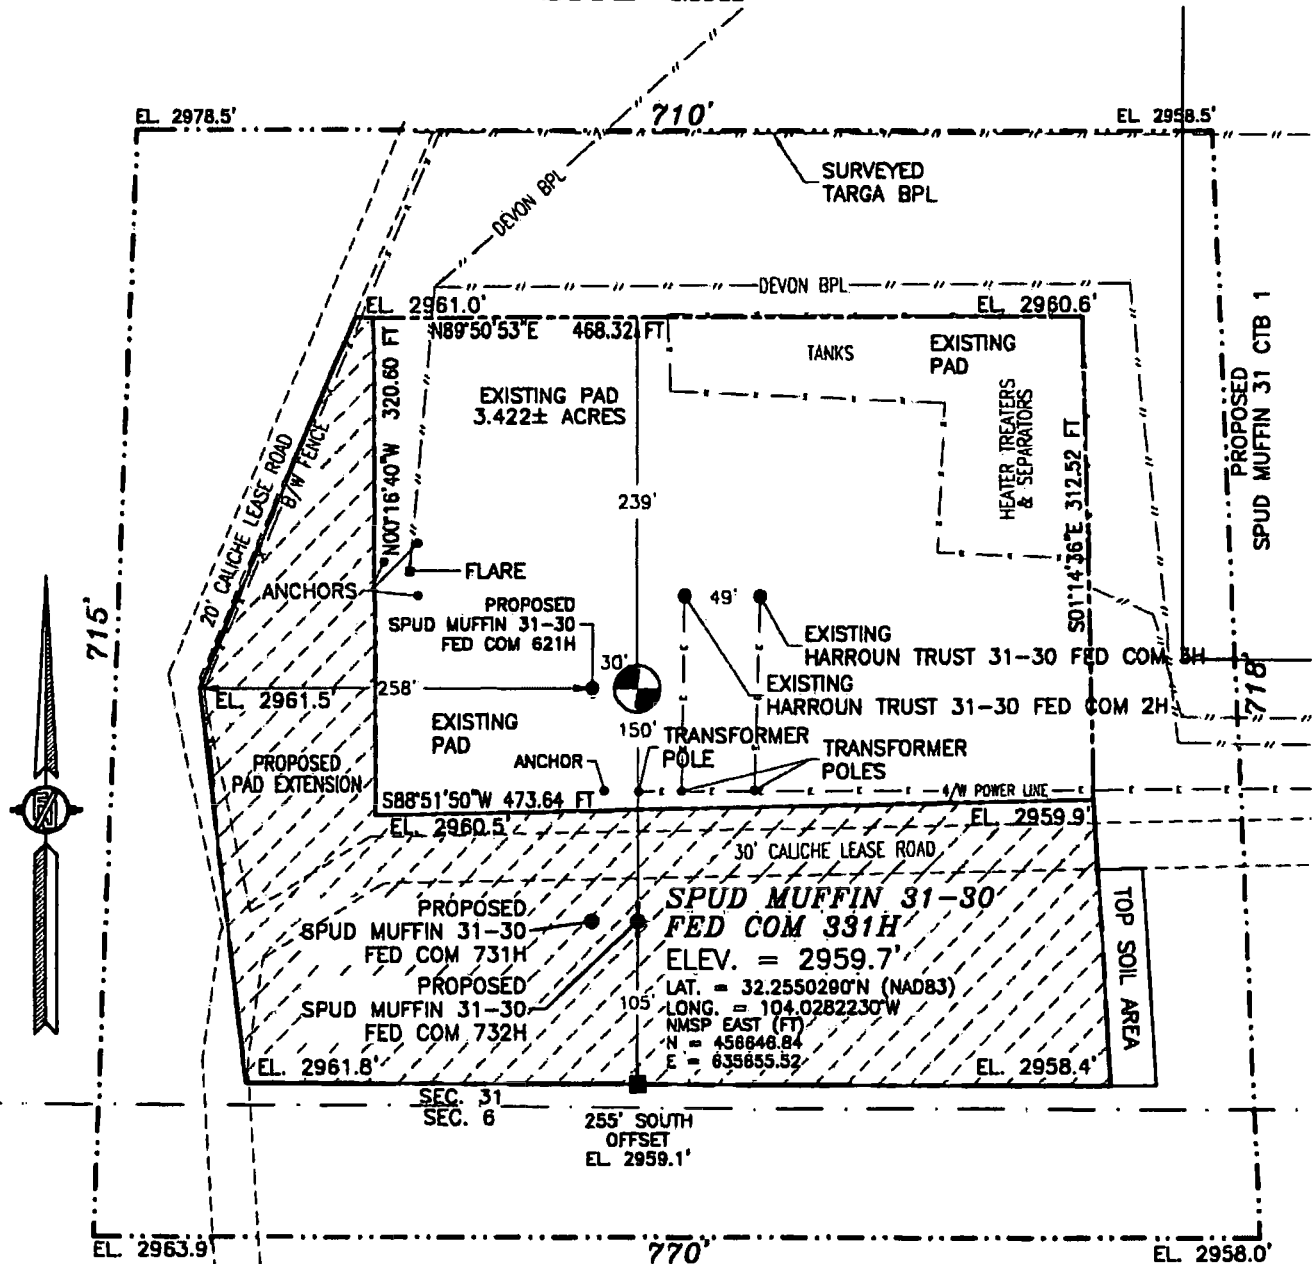 EL. 2978.5'
710'
EL. 2958.5'
SURVEYED
TARGA BPL
DEVON BPL
DEVON BPL
EL. 2961.0'
EL. 2960.6'
N89°50'53"E 468.32 FT
TANKS
EXISTING
PAD
EXISTING PAD
3.422± ACRES
N00°16'40"W 320.60 FT
20' CALICHE LEASE ROAD
B/W FENCE
HEATER TREATERS
& SEPARATORS
S01°14'36"E 312.52 FT
PROPOSED
SPUD MUFFIN 31 CTB 1
239'
FLARE
ANCHORS
PROPOSED
SPUD MUFFIN 31-30
FED COM 621H
49'
EXISTING
HARROUN TRUST 31-30 FED COM 3H
715'
30'
718'
EL. 2961.5'
258'
EXISTING
HARROUN TRUST 31-30 FED COM 2H
EXISTING
PAD
150'
TRANSFORMER
POLE
TRANSFORMER
POLES
PROPOSED
PAD EXTENSION
ANCHOR
4/W POWER LINE
S88°51'50"W 473.64 FT
EL. 2960.5'
EL. 2959.9'
30' CALICHE LEASE ROAD
PROPOSED
SPUD MUFFIN 31-30
FED COM 731H
PROPOSED
SPUD MUFFIN 31-30
FED COM 732H
SPUD MUFFIN 31-30
FED COM 331H
ELEV. = 2959.7'
LAT. = 32.2550290°N (NAD83)
LONG. = 104.0282230°W
NMSP EAST (FT)
N = 456646.84
E = 635655.52
105'
TOP SOIL AREA
EL. 2961.8'
EL. 2958.4'
SEC. 31
SEC. 6
255' SOUTH
OFFSET
EL. 2959.1'
EL. 2963.9'
770'
EL. 2958.0'